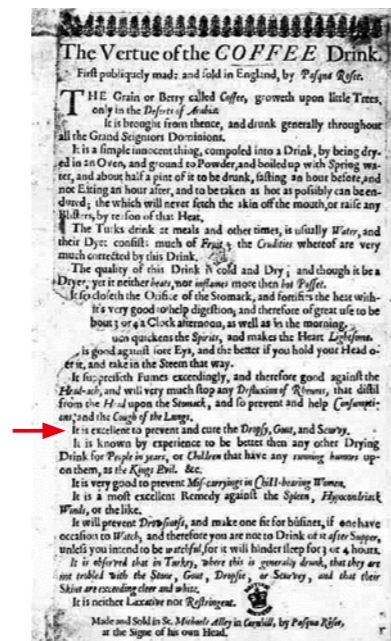 The Vertue of the COFFEE Drink.
First publiquely made and sold in England, by Pasqua Rosee.
THE Grain or Berry called Coffee, groweth upon little Trees,
only in the Deserts of Arabia.
It is brought from thence, and drunk generally throughout
all the Grand Seigniors Dominions.
It is a simple innocent thing, composed into a Drink, by being dry-
ed in an Oven, and ground to Powder, and boiled up with Spring wa-
ter, and about half a pint of it to be drunk, fasting an hour before, and
not Eating an hour after, and to be taken as hot as possibly can be en-
dured; the which will never fetch the skin off the mouth, or raise any
Blisters, by reason of that Heat.
The Turks drink at meals and other times, is usually Water, and
their Dyet consists much of Fruit, the Crudities whereof are very
much corrected by this Drink.
The quality of this Drink is cold and Dry; and though it be a
Dryer, yet it neither heats, nor inflames more then hot Posset.
It so closeth the Orifice of the Stomack, and fortifies the heat with-
it's very good to help digestion; and therefore of great use to be
bout 3 or 4 a Clock afternoon, as well as in the morning.
uch quickens the Spirits, and makes the Heart Lightsome.
is good against sore Eys, and the better if you hold your Head o-
er it, and take in the Steem that way.
It suppresseth Fumes exceedingly, and therefore good against the
Head-ach, and will very much stop any Defluxion of Rheums, that distil
from the Head upon the Stomack, and so prevent and help Consumpti-
ons; and the Cough of the Lungs.
It is excellent to prevent and cure the Dropsy, Gout, and Scurvy.
It is known by experience to be better then any other Drying
Drink for People in years, or Children that have any running humors up-
on them, as the Kings Evil. &c.
It is very good to prevent Mis-carryings in Child-bearing Women.
It is a most excellent Remedy against the Spleen, Hypocondriack
Winds, or the like.
It will prevent Drowsiness, and make one fit for busines, if one have
occasion to Watch, and therefore you are not to Drink of it after Supper,
unless you intend to be watchful, for it will hinder sleep for 3 or 4 hours.
It is observed that in Turkey, where this is generally drunk, that they are
not trobled with the Stone, Gout, Dropsie, or Scurvey, and that their
Skins are exceeding cleer and white.
It is neither Laxative nor Restringent.
Made and Sold in St. Michaels Alley in Cornhill, by Pasqua Rosee,
at the Signe of his own Head.